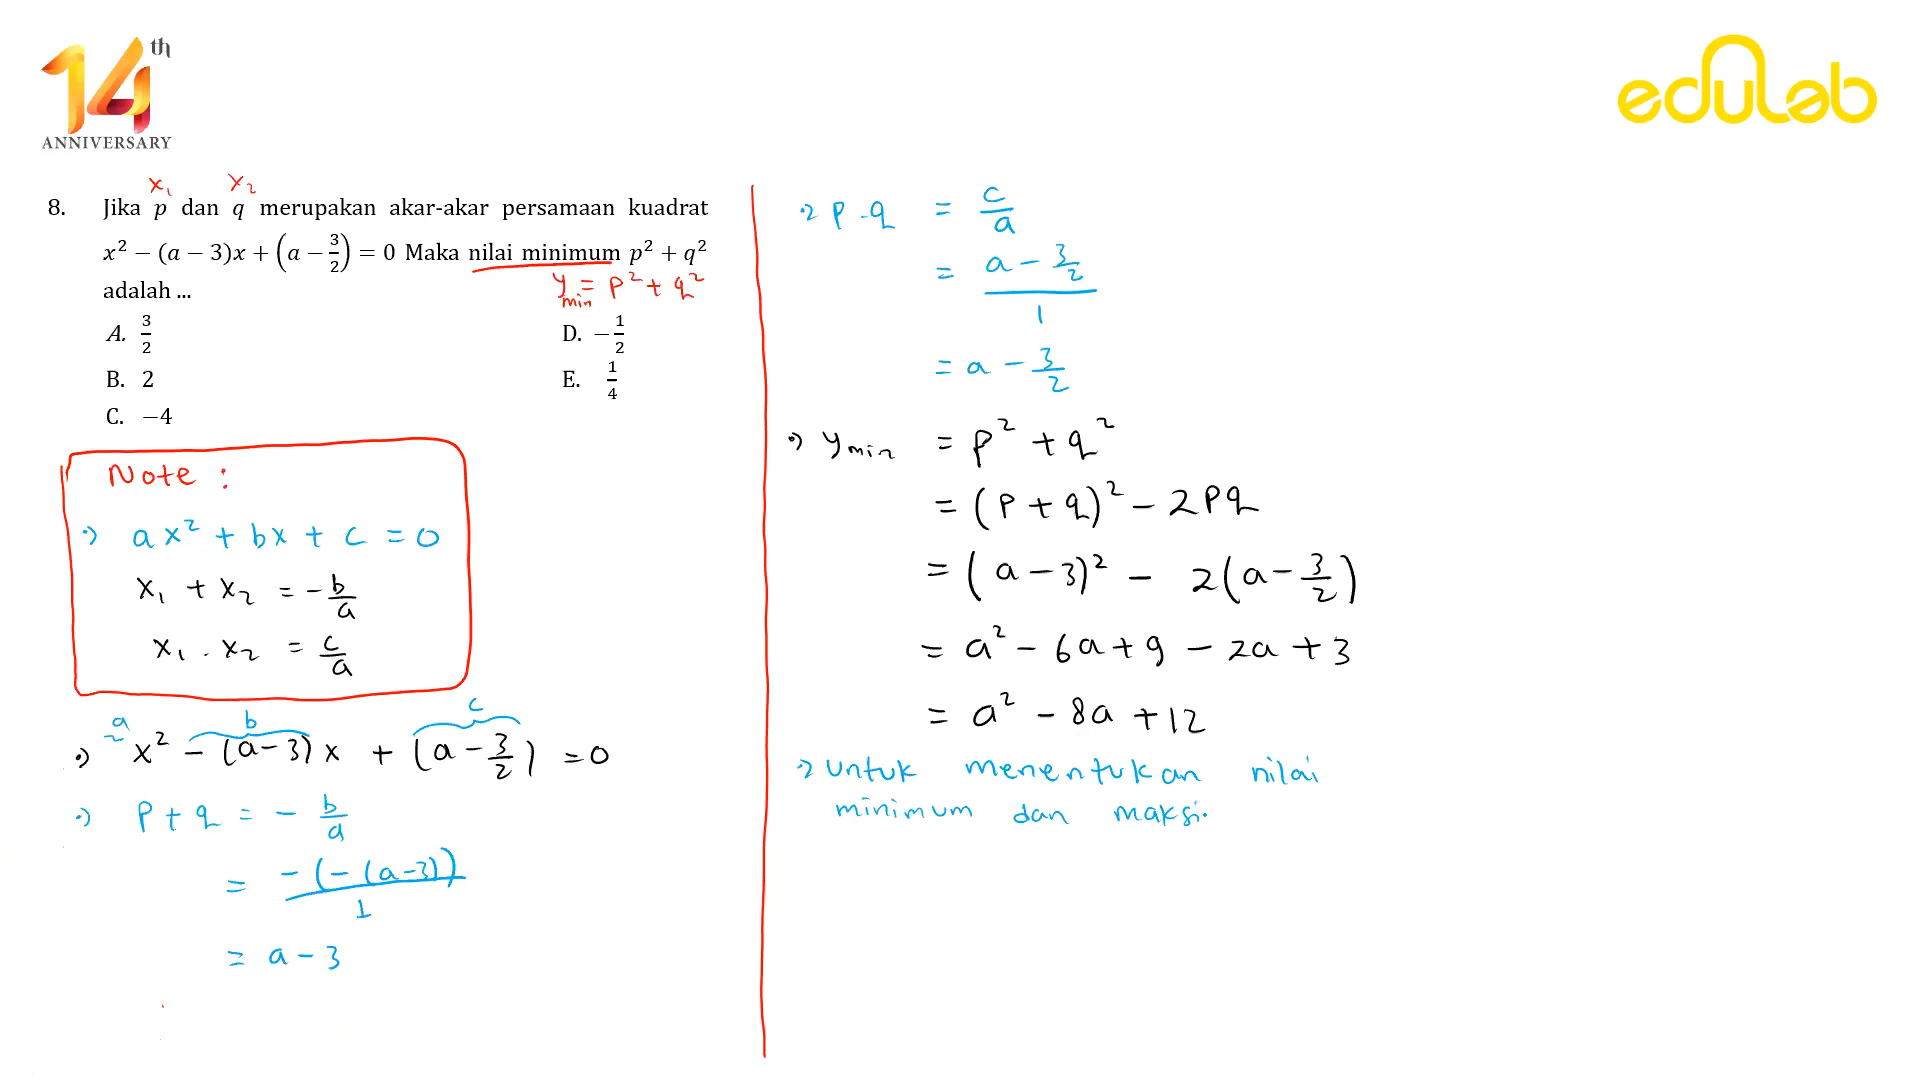 14th
ANNIVERSARY
edulab
x₁ x₂
8. Jika p dan q merupakan akar-akar persamaan kuadrat
x² − (a − 3)x + (a − 3/2) = 0 Maka nilai minimum p² + q²
adalah ...
y min = p² + q²
A. 3/2
D. −1/2
B. 2
E. 1/4
C. −4
Note :
ax² + bx + c = 0
x₁ + x₂ = -b/a
x₁ . x₂ = c/a
a b c
x² - (a-3)x + (a - 3/2) = 0
p + q = - b/a
= -(-(a-3))/1
= a - 3
p . q = c/a
= (a - 3/2)/1
= a - 3/2
y min = p² + q²
= (p + q)² - 2pq
= (a - 3)² - 2(a - 3/2)
= a² - 6a + 9 - 2a + 3
= a² - 8a + 12
untuk menentukan nilai
minimum dan maksi